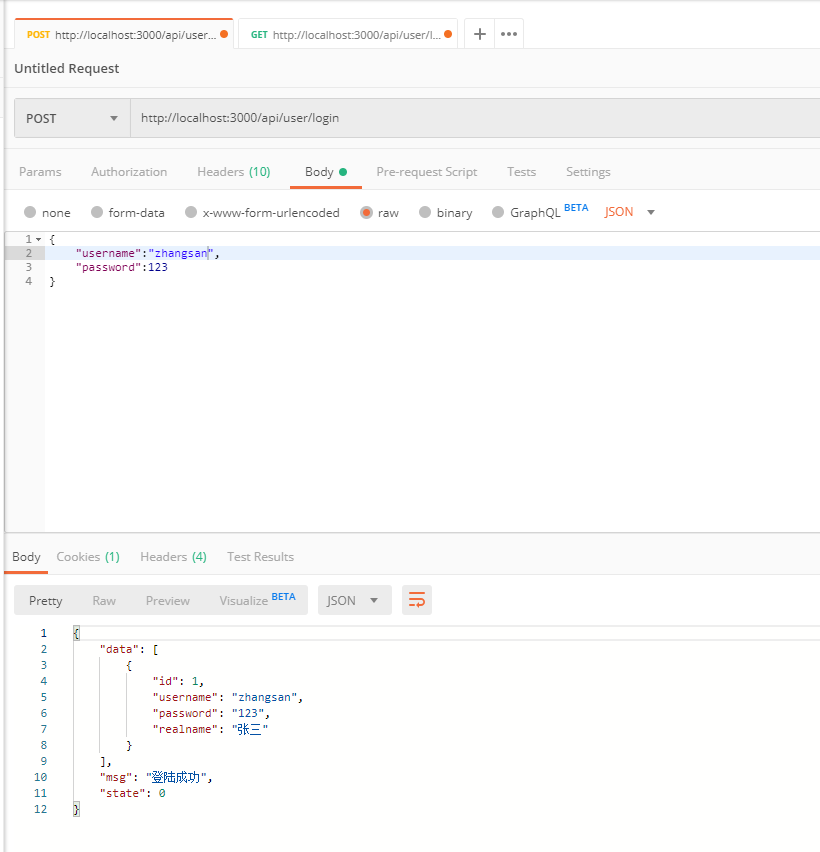 POST http://localhost:3000/api/user... GET http://localhost:3000/api/user/l... + •••
Untitled Request
POST http://localhost:3000/api/user/login
Params Authorization Headers (10) Body Pre-request Script Tests Settings
none form-data x-www-form-urlencoded raw binary GraphQL BETA JSON
1 {
2 "username":"zhangsan",
3 "password":123
4 }
Body Cookies (1) Headers (4) Test Results
Pretty Raw Preview Visualize BETA JSON
1 {
2 "data": [
3 {
4 "id": 1,
5 "username": "zhangsan",
6 "password": "123",
7 "realname": "张三"
8 }
9 ],
10 "msg": "登陆成功",
11 "state": 0
12 }